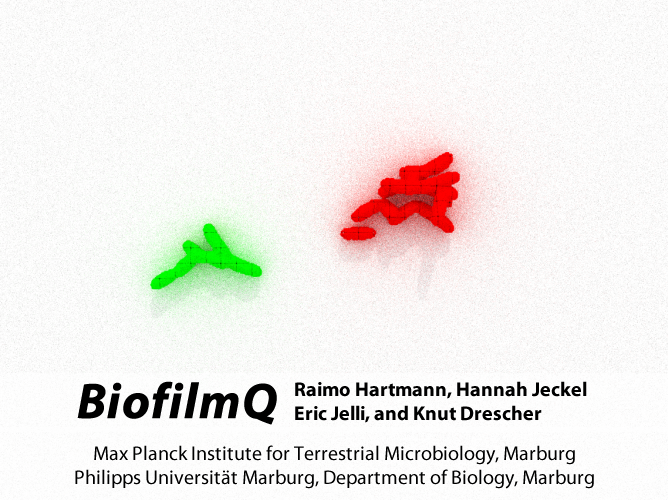 BiofilmQ
Raimo Hartmann, Hannah Jeckel
Eric Jelli, and Knut Drescher
Max Planck Institute for Terrestrial Microbiology, Marburg
Philipps Universität Marburg, Department of Biology, Marburg